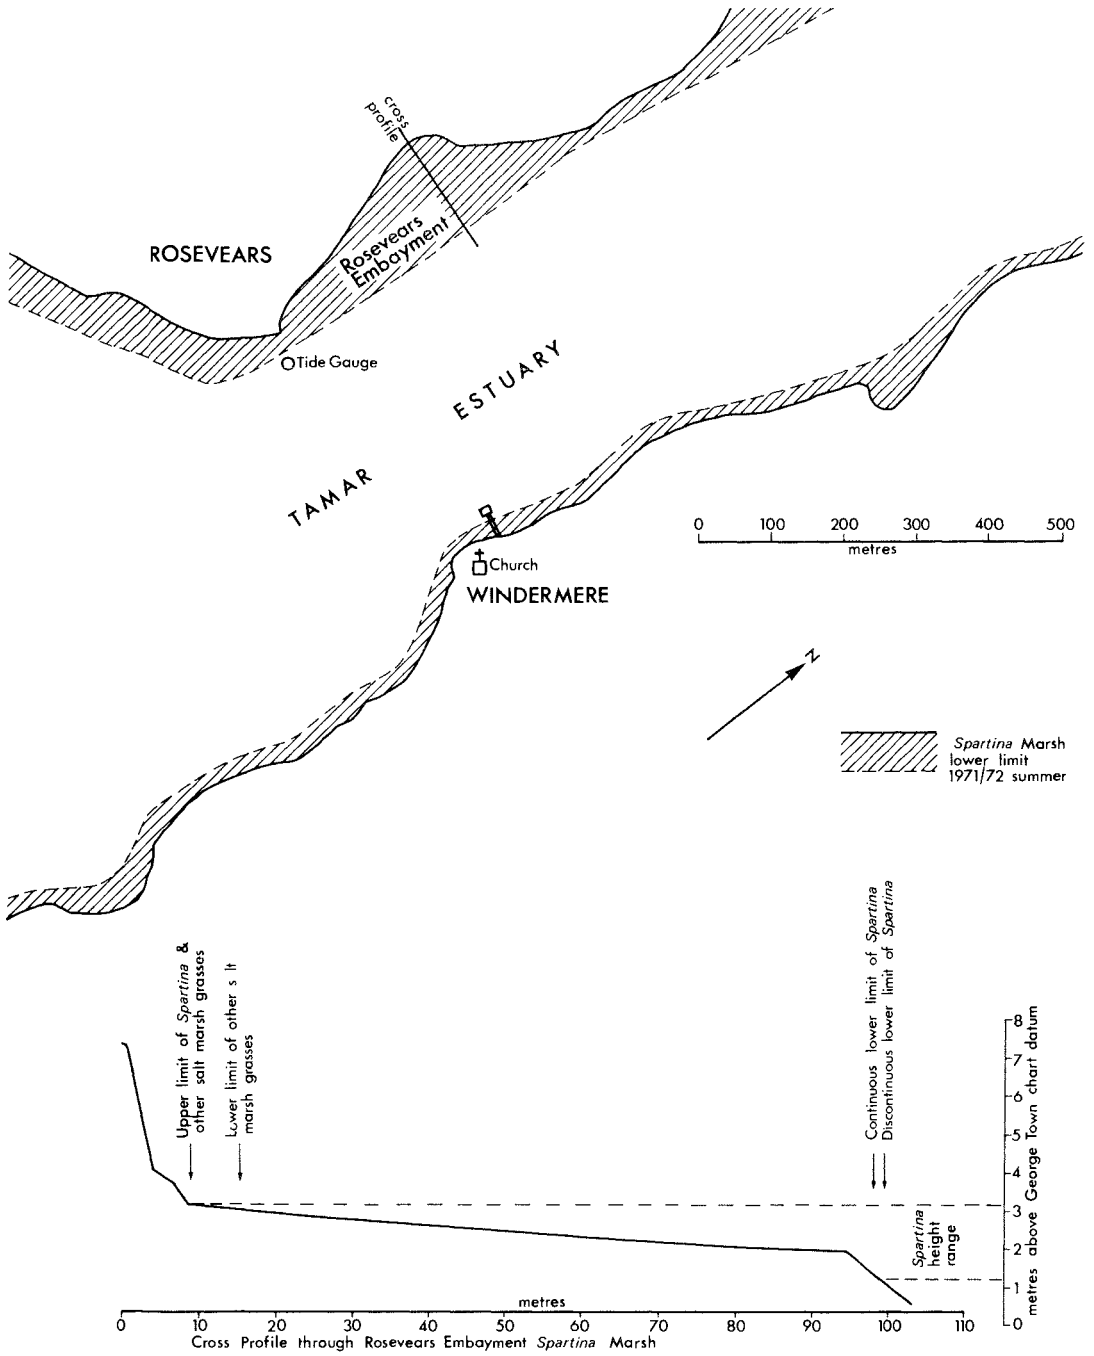 cross
profile
ROSEVEARS
Rosevears
Embayment
Tide Gauge
TAMAR ESTUARY
Church
WINDERMERE
0 100 200 300 400 500
metres
N
Spartina Marsh
lower limit
1971/72 summer
Upper limit of Spartina &
other salt marsh grasses
Lower limit of other s lt
marsh grasses
Continuous lower limit of Spartina
Discontinuous lower limit of Spartina
Spartina
height
range
8
7
6
5
4
3
2
1
0
metres above George Town chart datum
metres
0 10 20 30 40 50 60 70 80 90 100 110
Cross Profile through Rosevears Embayment Spartina Marsh